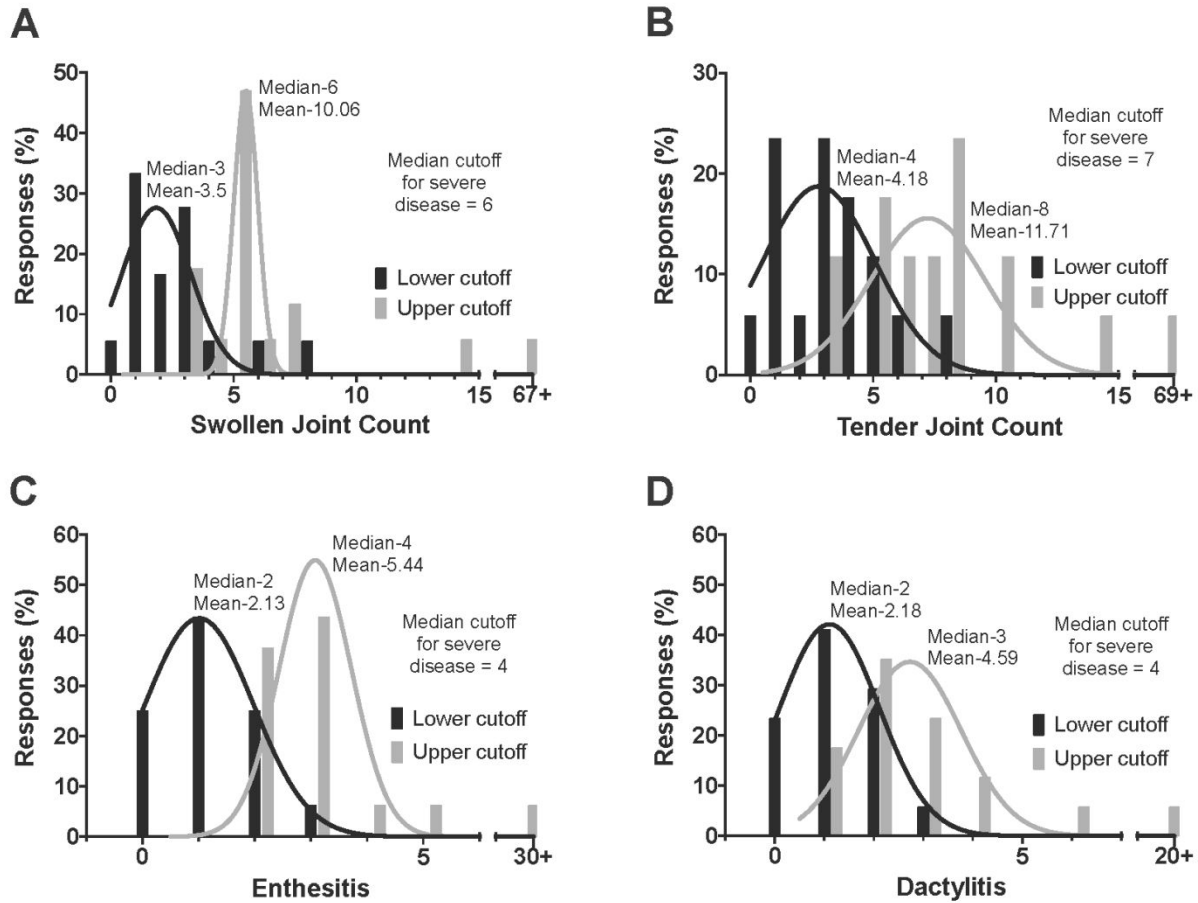 A
50
40
30
20
10
0
Responses (%)
Median-3
Mean-3.5
Median-6
Mean-10.06
Median cutoff
for severe
disease = 6
Lower cutoff
Upper cutoff
0 5 10 15 67+
Swollen Joint Count
B
30
20
10
0
Responses (%)
Median-4
Mean-4.18
Median-8
Mean-11.71
Median cutoff
for severe
disease = 7
Lower cutoff
Upper cutoff
0 5 10 15 69+
Tender Joint Count
C
60
50
40
30
20
10
0
Responses (%)
Median-2
Mean-2.13
Median-4
Mean-5.44
Median cutoff
for severe
disease = 4
Lower cutoff
Upper cutoff
0 5 30+
Enthesitis
D
60
50
40
30
20
10
0
Responses (%)
Median-2
Mean-2.18
Median-3
Mean-4.59
Median cutoff
for severe
disease = 4
Lower cutoff
Upper cutoff
0 5 20+
Dactylitis